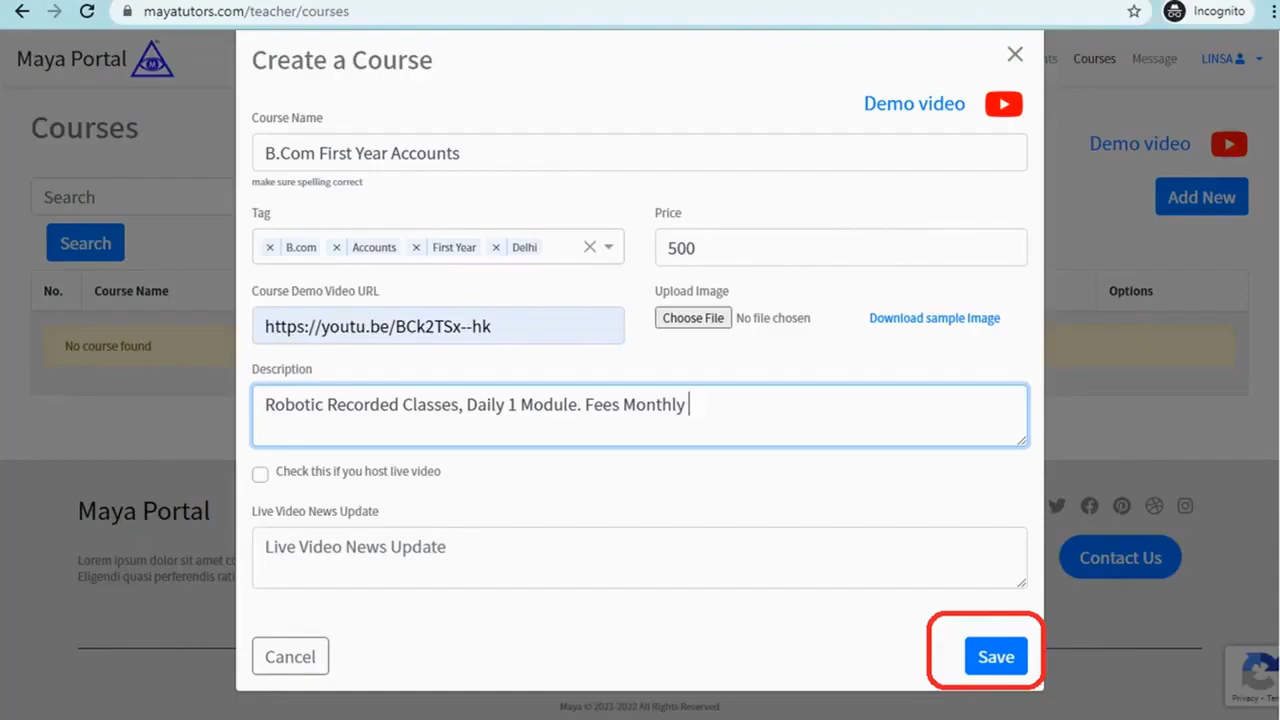 mayatutors.com/teacher/courses
Incognito
Maya Portal
M
Courses
Message
LINSA
Courses
Demo video
Search
Add New
Search
No.
Course Name
Options
No course found
Create a Course
Demo video
Course Name
B.Com First Year Accounts
make sure spelling correct
Tag
Price
B.com
Accounts
First Year
Delhi
500
Course Demo Video URL
Upload Image
https://youtu.be/BCk2TSx--hk
Choose File No file chosen
Download sample Image
Description
Robotic Recorded Classes, Daily 1 Module. Fees Monthly
Check this if you host live video
Live Video News Update
Live Video News Update
Cancel
Save
Maya Portal
Lorem ipsum dolor sit amet
Eligendi quasi perferendis
Contact Us
Maya © 2021-2022 All Rights Reserved
Privacy